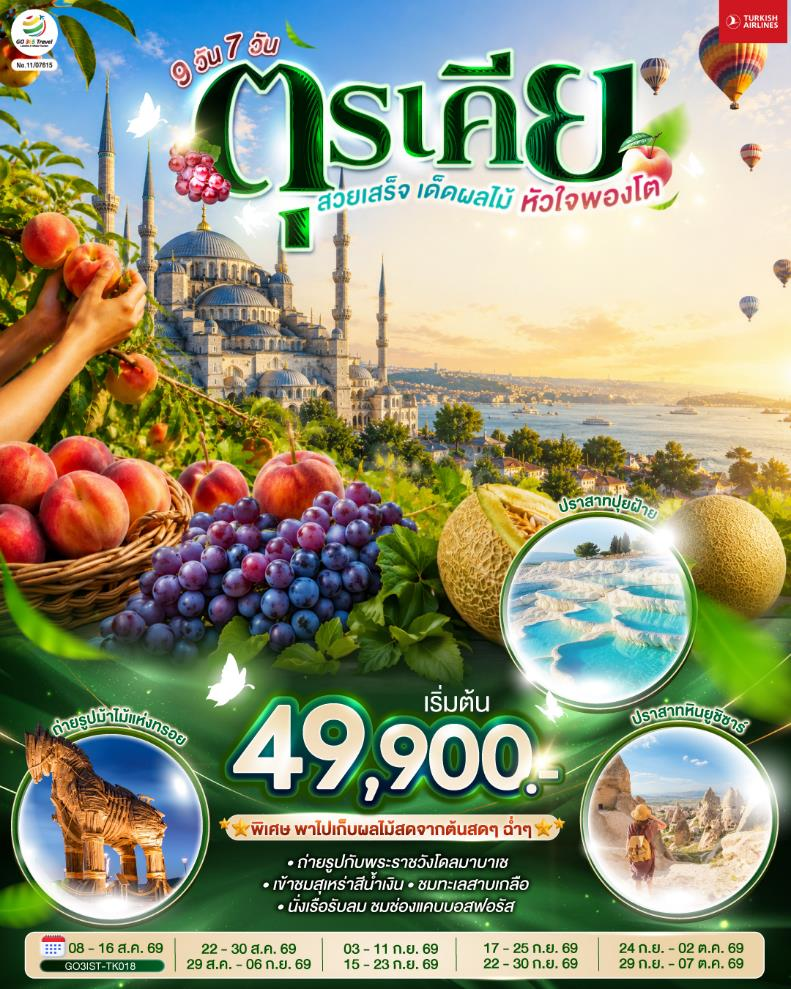 GO 365 Travel
No.11/07615
TURKISH AIRLINES
9 วัน 7 วัน
ตุรเคีย
สวยเสร็จ เด็ดผลไม้ หัวใจพองโต
ปราสาทปุยฝ้าย
เริ่มต้น
49,900.-
ถ่ายรูปม้าไม้แห่งทรอย
ปราสาทหินยูชิซาร์
พิเศษ พาไปเก็บผลไม้สดจากต้นสดๆ ฉ่ำๆ
• ถ่ายรูปกับพระราชวังโดลมาบาเช
• เข้าชมสุเหร่าสีน้ำเงิน • ชมทะเลสาบเกลือ
• นั่งเรือรับลม ชมช่องแคบบอสฟอรัส
08 - 16 ส.ค. 69
GO3IST-TK018
22 - 30 ส.ค. 69
29 ส.ค. - 06 ก.ย. 69
03 - 11 ก.ย. 69
15 - 23 ก.ย. 69
17 - 25 ก.ย. 69
22 - 30 ก.ย. 69
24 ก.ย. - 02 ต.ค. 69
29 ก.ย. - 07 ต.ค. 69